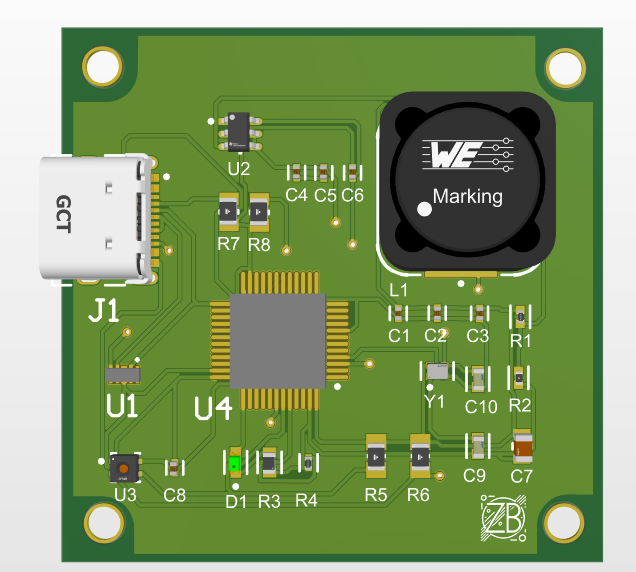 U2
C4 C5 C6
WE
Marking
GCT
R7 R8
L1
J1
C1 C2 C3 R1
U1
U4
Y1 C10 R2
U3 C8
D1 R3 R4
R5 R6
C9 C7
ZB